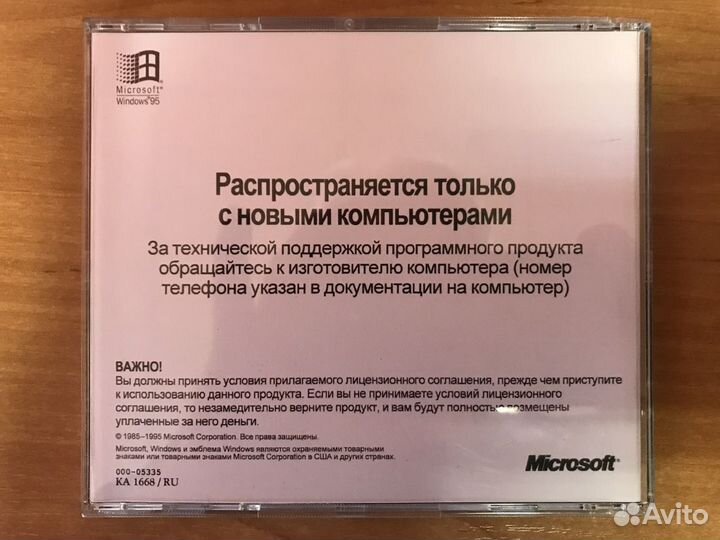 Microsoft®
Windows®95
Распространяется только
с новыми компьютерами
За технической поддержкой программного продукта
обращайтесь к изготовителю компьютера (номер
телефона указан в документации на компьютер)
ВАЖНО!
Вы должны принять условия прилагаемого лицензионного соглашения, прежде чем приступите
к использованию данного продукта. Если вы не принимаете условий лицензионного
соглашения, то незамедлительно верните продукт, и вам будут полностью возмещены
уплаченные за него деньги.
© 1985–1995 Microsoft Corporation. Все права защищены.
Microsoft, Windows и эмблема Windows являются охраняемыми товарными
знаками или товарными знаками Microsoft Corporation в США и других странах.
000-05335
KA 1668 / RU
Microsoft®
Avito